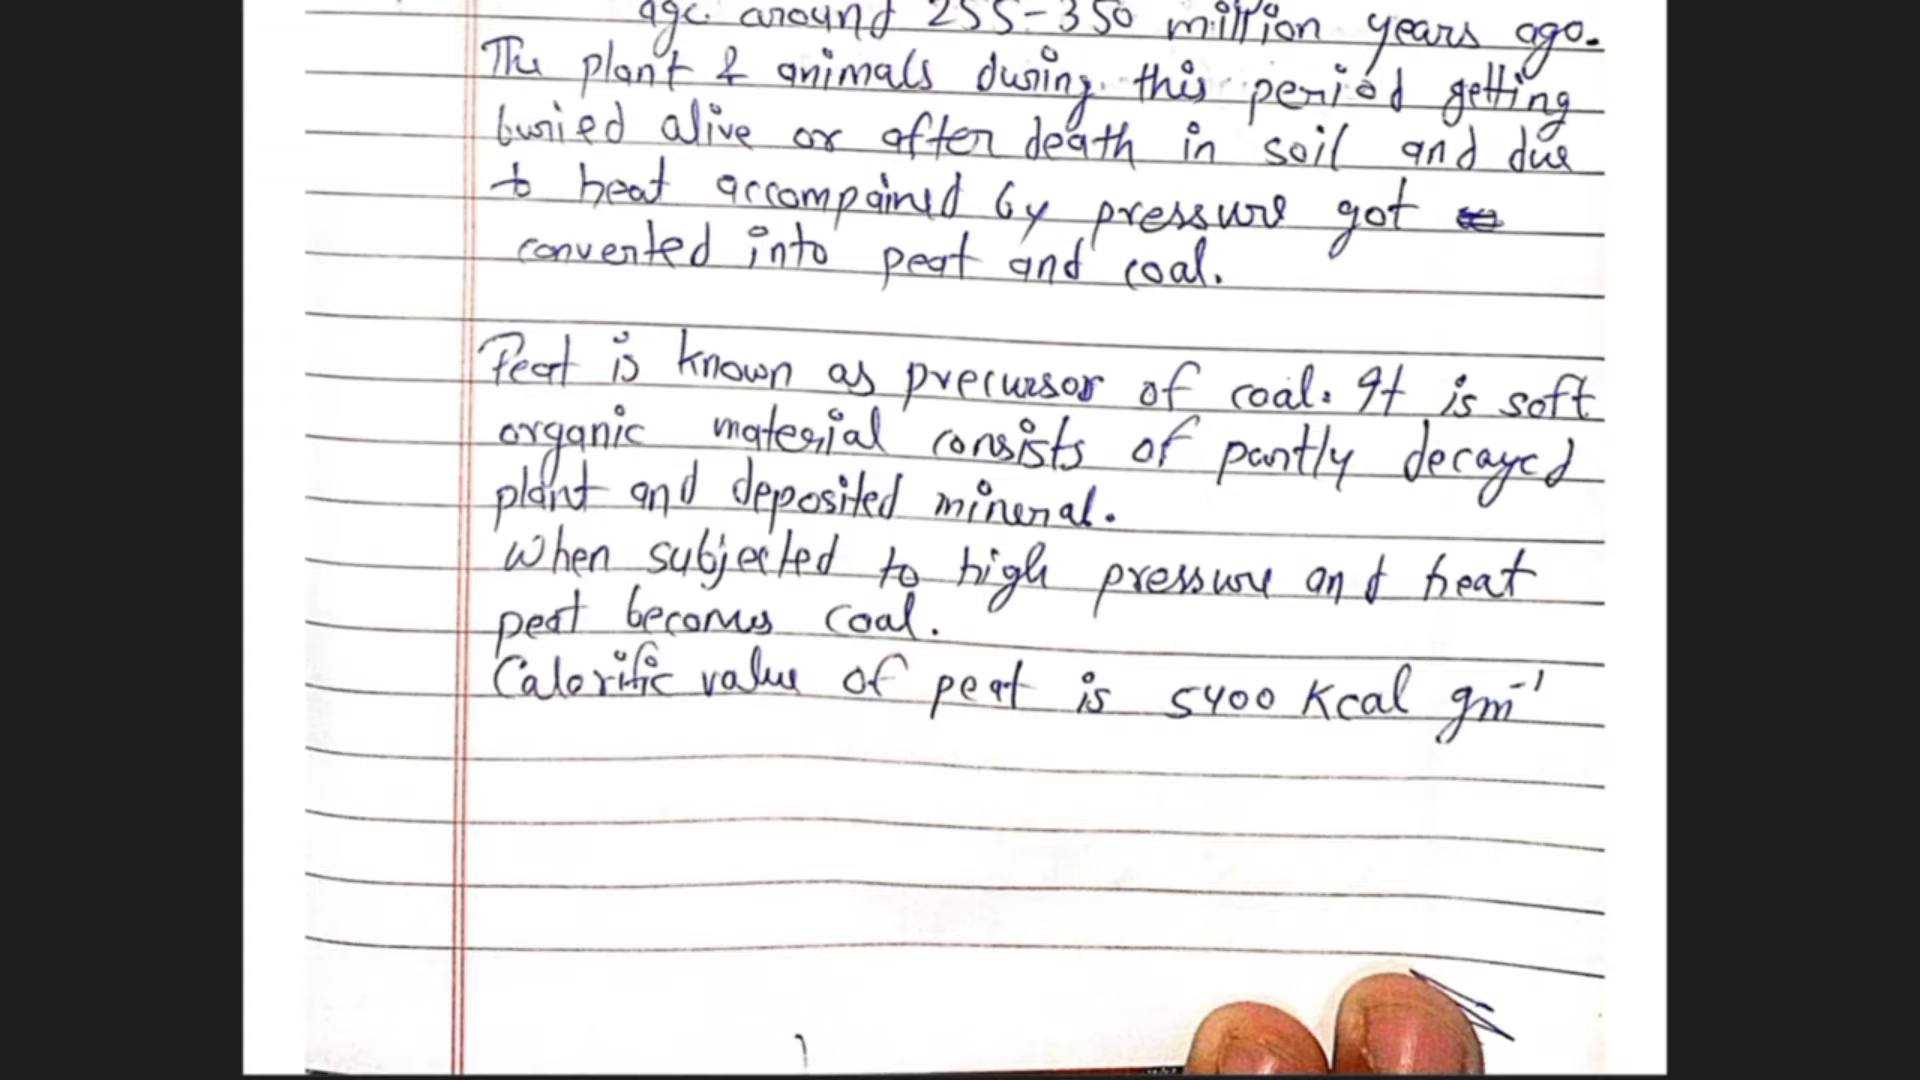 age around 255-350 million years ago.
The plant & animals during this period getting
buried alive or after death in soil and due
to heat accompained by pressure got
converted into peat and coal.
Peat is known as precursor of coal. It is soft
organic material consists of partly decayed
plant and deposited mineral.
When subjected to high pressure and heat
peat becomes coal.
Calorific value of peat is 5400 Kcal gm⁻¹